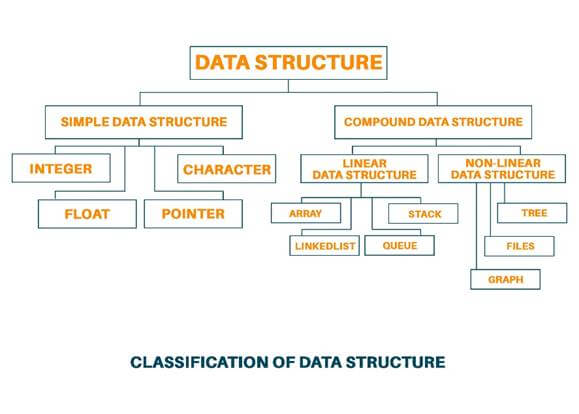 DATA STRUCTURE
SIMPLE DATA STRUCTURE
COMPOUND DATA STRUCTURE
INTEGER
CHARACTER
FLOAT
POINTER
LINEAR
DATA STRUCTURE
NON-LINEAR
DATA STRUCTURE
ARRAY
STACK
LINKEDLIST
QUEUE
TREE
FILES
GRAPH
CLASSIFICATION OF DATA STRUCTURE